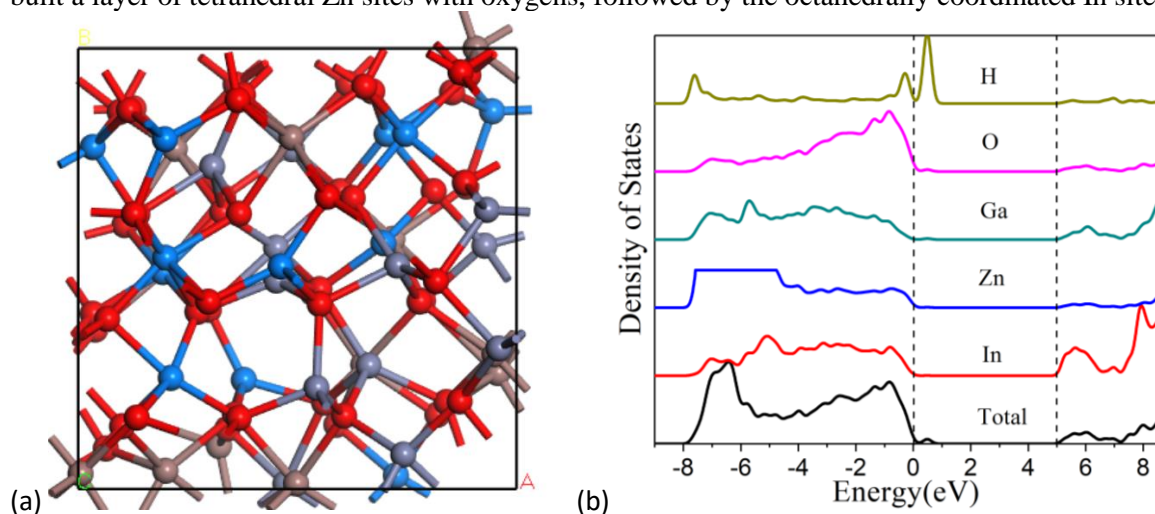 built a layer of tetrahedral Zn sites with oxygens, followed by the octahedrally coordinated In site
B
C
A
(a)
(b)
Density of States
H
O
Ga
Zn
In
Total
-8 -6 -4 -2 0 2 4 6 8
Energy(eV)